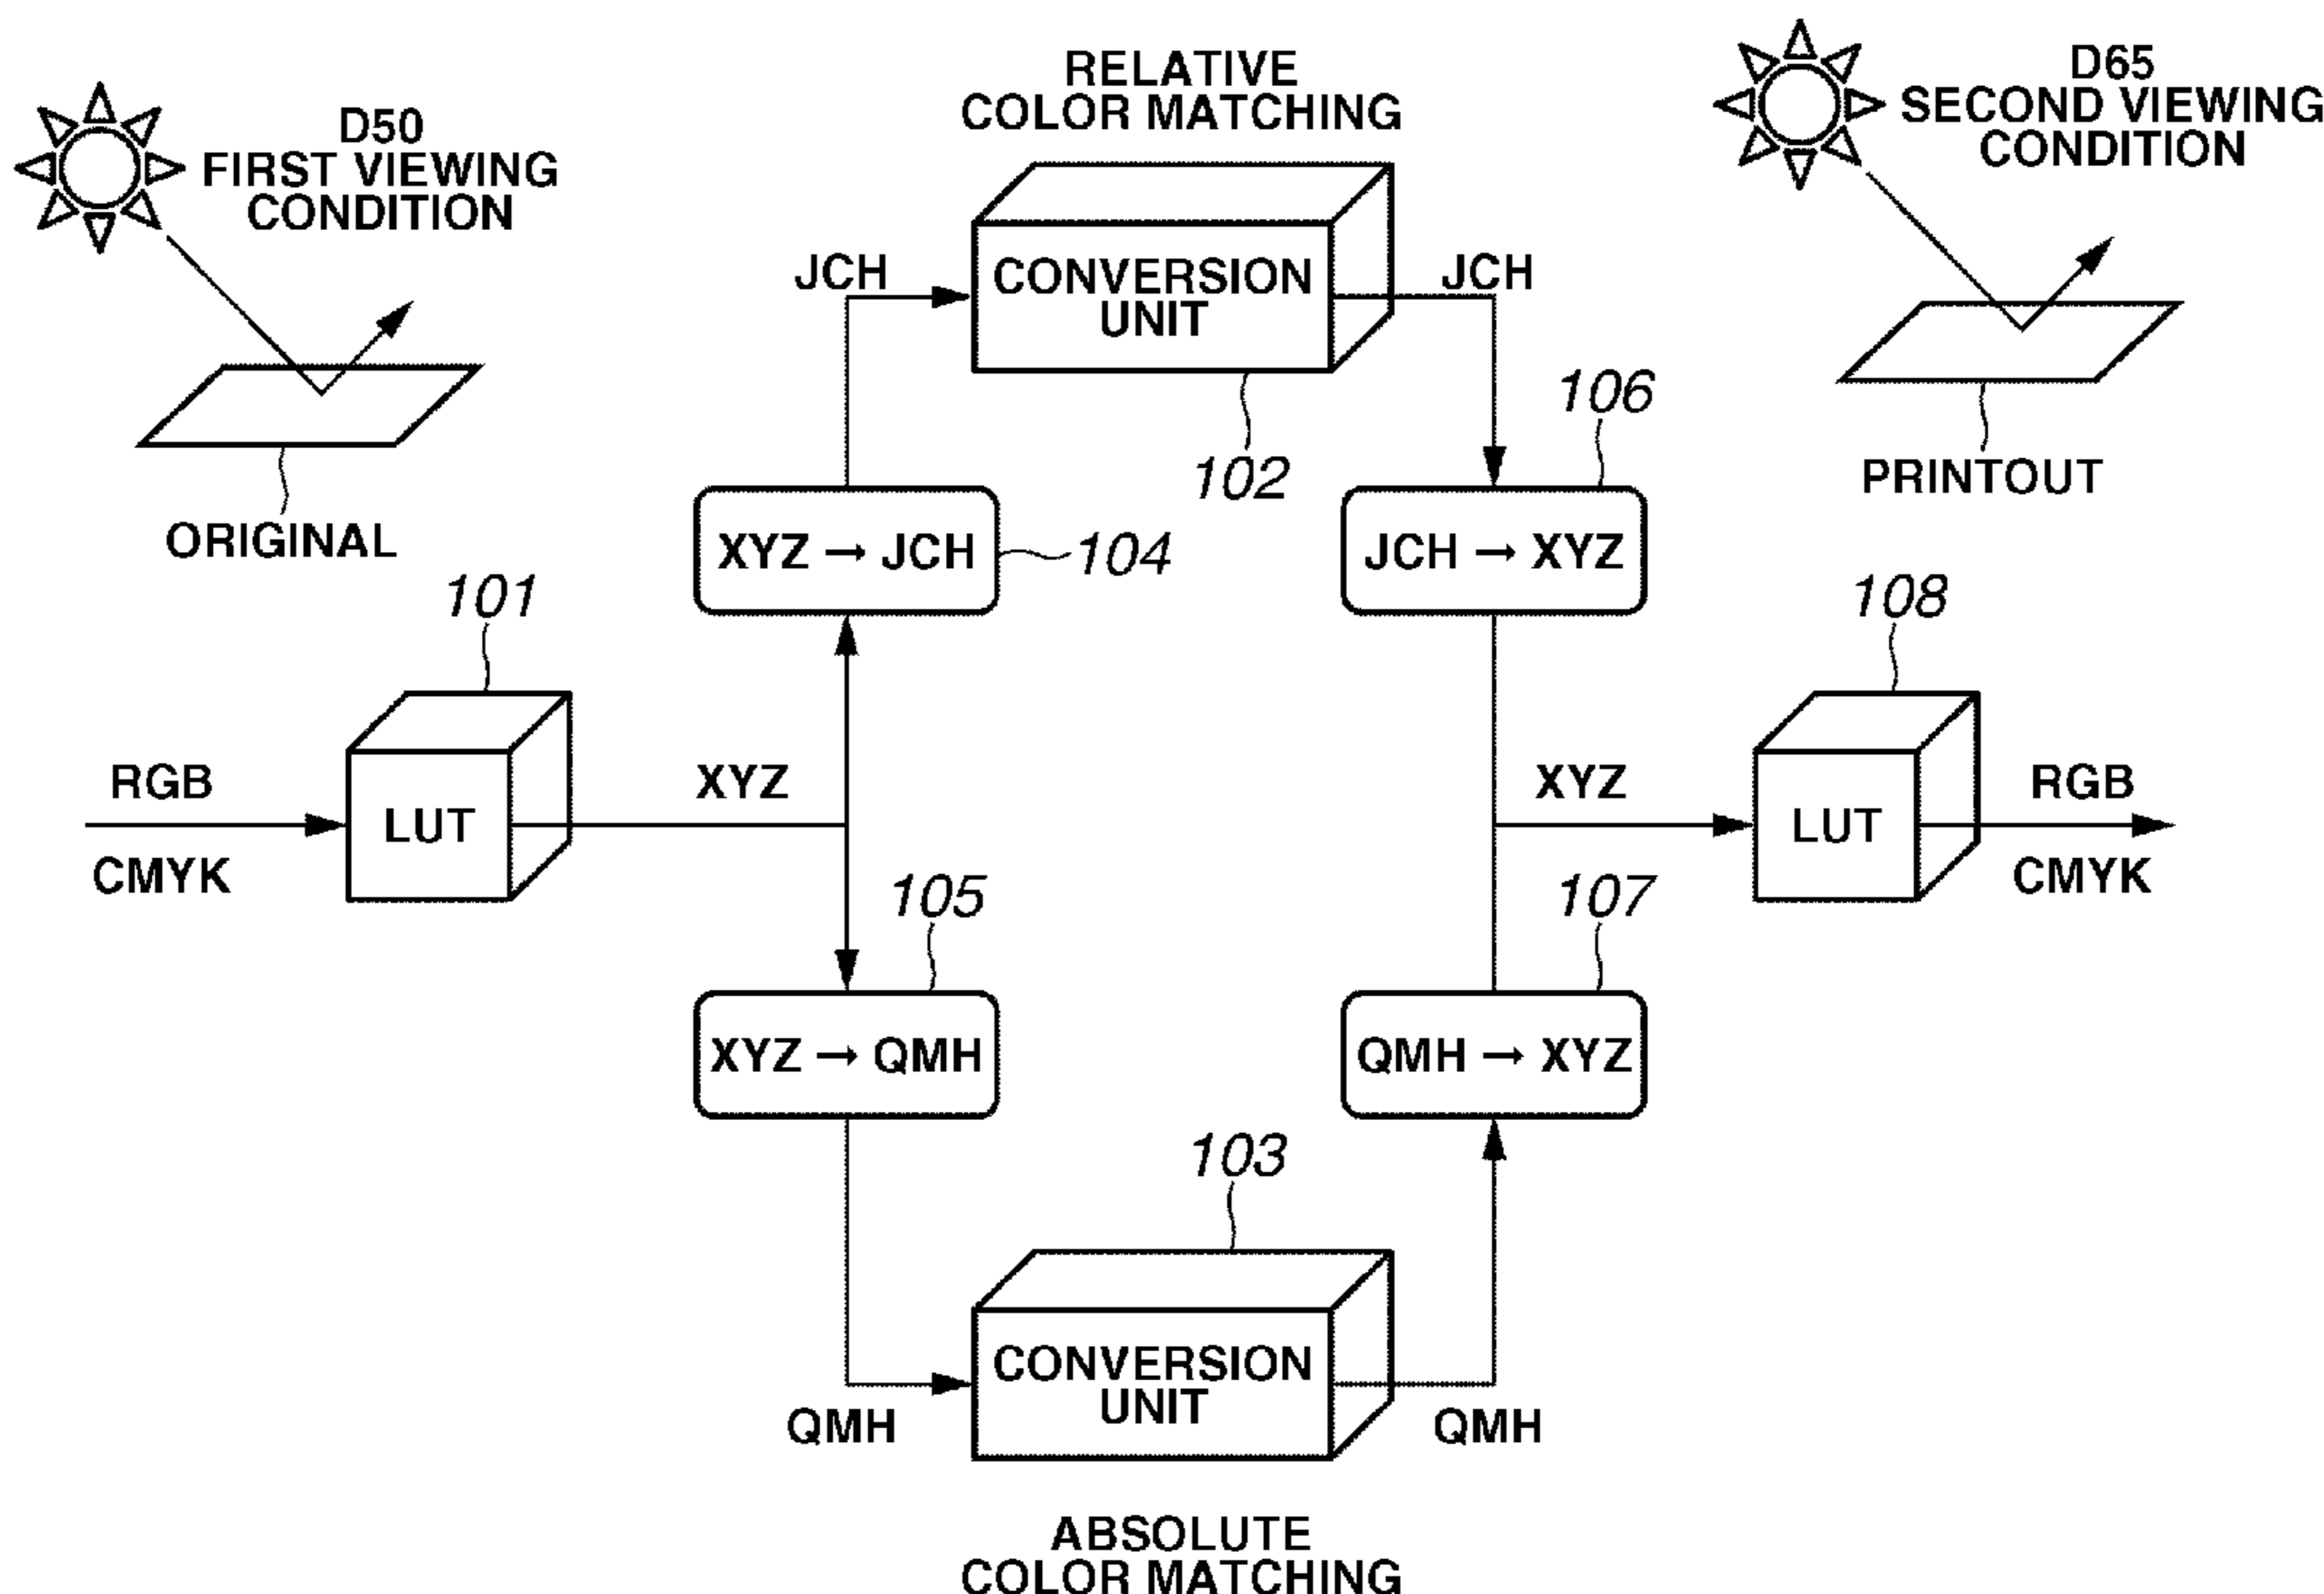 RELATIVE
COLOR MATCHING
D50
FIRST VIEWING
CONDITION
D65
SECOND VIEWING
CONDITION
JCH
CONVERSION
UNIT
JCH
102
106
ORIGINAL
PRINTOUT
XYZ → JCH
104
JCH → XYZ
101
108
RGB
CMYK
LUT
XYZ
XYZ
LUT
RGB
CMYK
105
107
XYZ → QMH
QMH → XYZ
103
CONVERSION
UNIT
QMH
QMH
ABSOLUTE
COLOR MATCHING